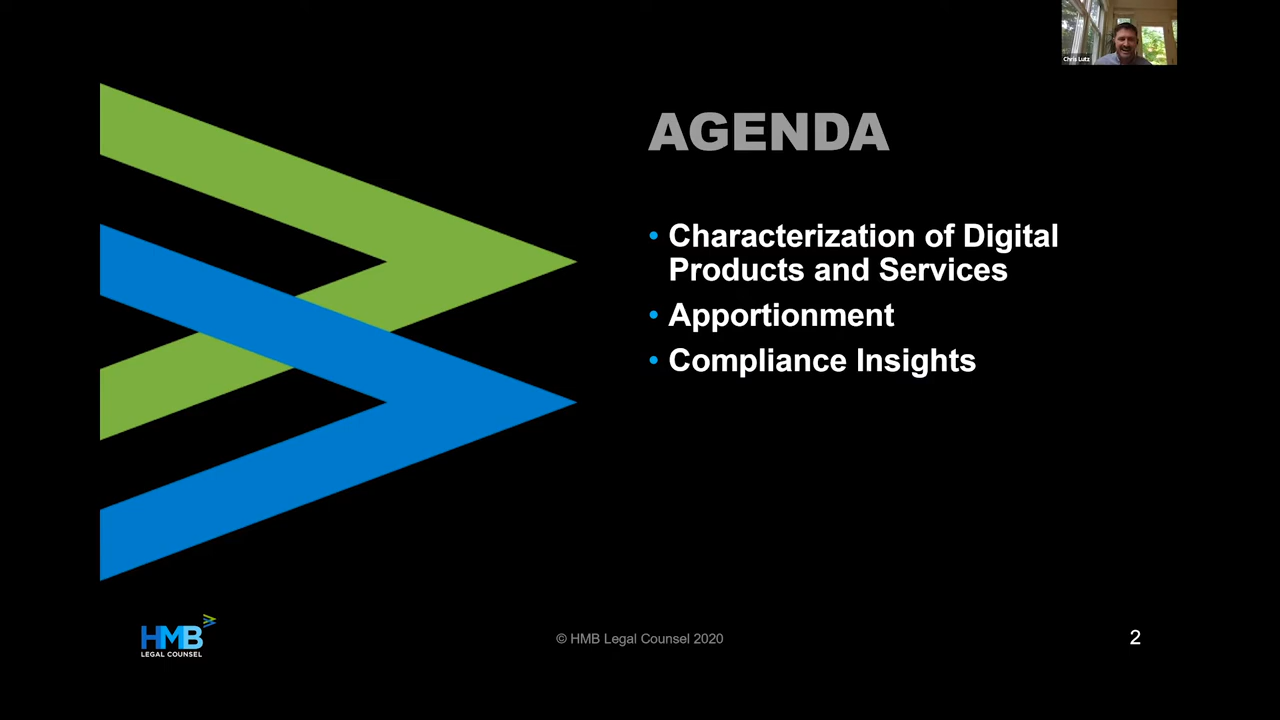 Chris Lutz
AGENDA
• Characterization of Digital
Products and Services
• Apportionment
• Compliance Insights
HMB
LEGAL COUNSEL
© HMB Legal Counsel 2020
2